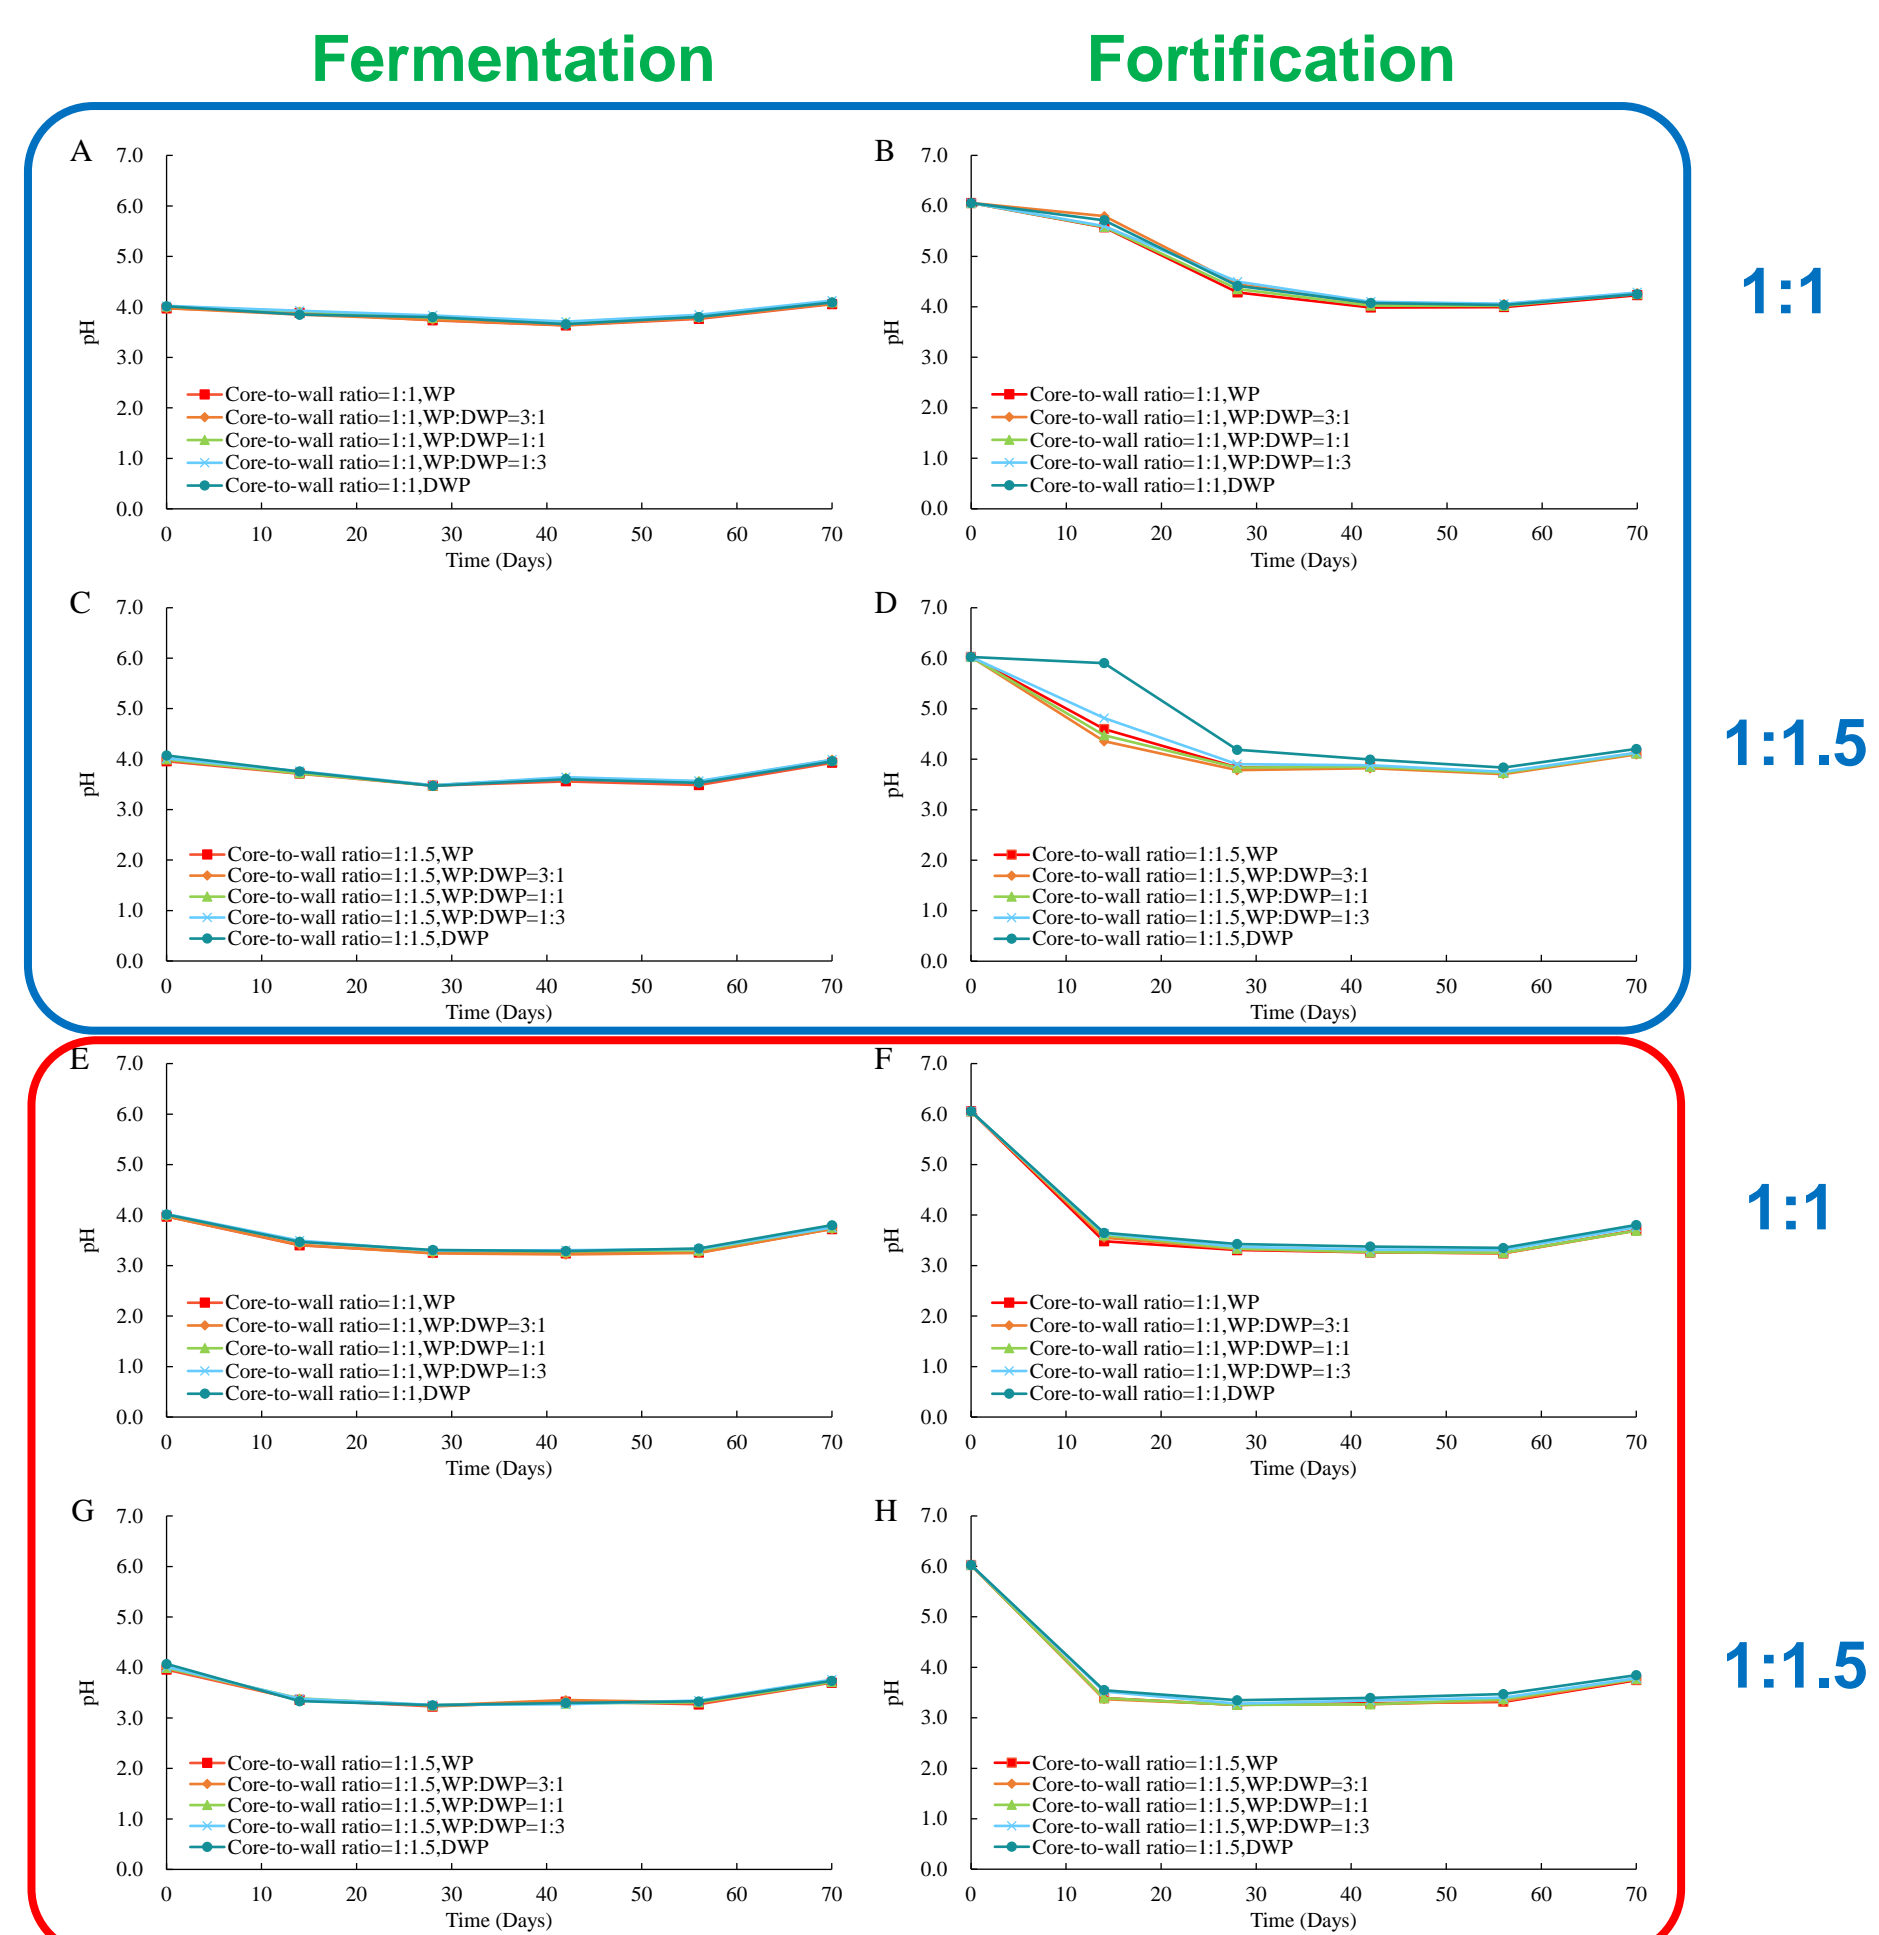 Fermentation
Fortification
A
7.0
6.0
5.0
4.0
3.0
2.0
1.0
0.0
pH
Core-to-wall ratio=1:1,WP
Core-to-wall ratio=1:1,WP:DWP=3:1
Core-to-wall ratio=1:1,WP:DWP=1:1
Core-to-wall ratio=1:1,WP:DWP=1:3
Core-to-wall ratio=1:1,DWP
0 10 20 30 40 50 60 70
Time (Days)
B
7.0
6.0
5.0
4.0
3.0
2.0
1.0
0.0
pH
Core-to-wall ratio=1:1,WP
Core-to-wall ratio=1:1,WP:DWP=3:1
Core-to-wall ratio=1:1,WP:DWP=1:1
Core-to-wall ratio=1:1,WP:DWP=1:3
Core-to-wall ratio=1:1,DWP
0 10 20 30 40 50 60 70
Time (Days)
1:1
C
7.0
6.0
5.0
4.0
3.0
2.0
1.0
0.0
pH
Core-to-wall ratio=1:1.5,WP
Core-to-wall ratio=1:1.5,WP:DWP=3:1
Core-to-wall ratio=1:1.5,WP:DWP=1:1
Core-to-wall ratio=1:1.5,WP:DWP=1:3
Core-to-wall ratio=1:1.5,DWP
0 10 20 30 40 50 60 70
Time (Days)
D
7.0
6.0
5.0
4.0
3.0
2.0
1.0
0.0
pH
Core-to-wall ratio=1:1.5,WP
Core-to-wall ratio=1:1.5,WP:DWP=3:1
Core-to-wall ratio=1:1.5,WP:DWP=1:1
Core-to-wall ratio=1:1.5,WP:DWP=1:3
Core-to-wall ratio=1:1.5,DWP
0 10 20 30 40 50 60 70
Time (Days)
1:1.5
E
7.0
6.0
5.0
4.0
3.0
2.0
1.0
0.0
pH
Core-to-wall ratio=1:1,WP
Core-to-wall ratio=1:1,WP:DWP=3:1
Core-to-wall ratio=1:1,WP:DWP=1:1
Core-to-wall ratio=1:1,WP:DWP=1:3
Core-to-wall ratio=1:1,DWP
0 10 20 30 40 50 60 70
Time (Days)
F
7.0
6.0
5.0
4.0
3.0
2.0
1.0
0.0
pH
Core-to-wall ratio=1:1,WP
Core-to-wall ratio=1:1,WP:DWP=3:1
Core-to-wall ratio=1:1,WP:DWP=1:1
Core-to-wall ratio=1:1,WP:DWP=1:3
Core-to-wall ratio=1:1,DWP
0 10 20 30 40 50 60 70
Time (Days)
1:1
G
7.0
6.0
5.0
4.0
3.0
2.0
1.0
0.0
pH
Core-to-wall ratio=1:1.5,WP
Core-to-wall ratio=1:1.5,WP:DWP=3:1
Core-to-wall ratio=1:1.5,WP:DWP=1:1
Core-to-wall ratio=1:1.5,WP:DWP=1:3
Core-to-wall ratio=1:1.5,DWP
0 10 20 30 40 50 60 70
Time (Days)
H
7.0
6.0
5.0
4.0
3.0
2.0
1.0
0.0
pH
Core-to-wall ratio=1:1.5,WP
Core-to-wall ratio=1:1.5,WP:DWP=3:1
Core-to-wall ratio=1:1.5,WP:DWP=1:1
Core-to-wall ratio=1:1.5,WP:DWP=1:3
Core-to-wall ratio=1:1.5,DWP
0 10 20 30 40 50 60 70
Time (Days)
1:1.5